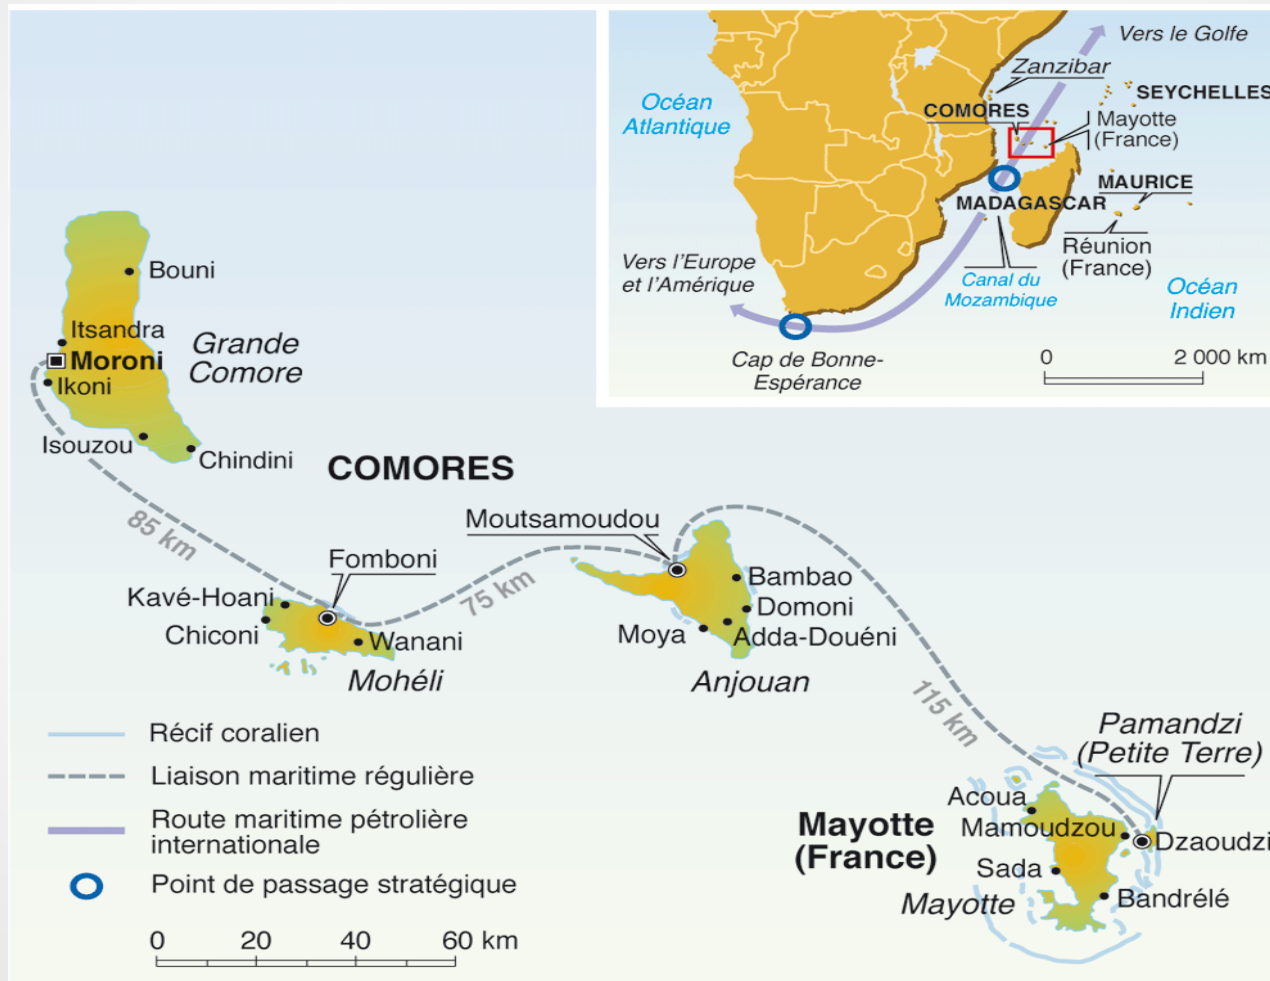 Vers le Golfe
Zanzibar
Océan
Atlantique
SEYCHELLES
COMORES
Mayotte
(France)
MAURICE
MADAGASCAR
Réunion
(France)
Vers l'Europe
et l'Amérique
Canal du
Mozambique
Océan
Indien
Cap de Bonne-
Espérance
0 2 000 km
Bouni
Itsandra
Moroni
Ikoni
Grande
Comore
Isouzou
Chindini
COMORES
85 km
Moutsamoudou
Fomboni
75 km
Kavé-Hoani
Chiconi
Wanani
Mohéli
Bambao
Domoni
Moya
Adda-Douéni
Anjouan
115 km
Pamandzi
(Petite Terre)
Acoua
Mamoudzou
Dzaoudzi
Mayotte
(France)
Sada
Mayotte
Bandrélé
Récif coralien
Liaison maritime régulière
Route maritime pétrolière
internationale
Point de passage stratégique
0 20 40 60 km